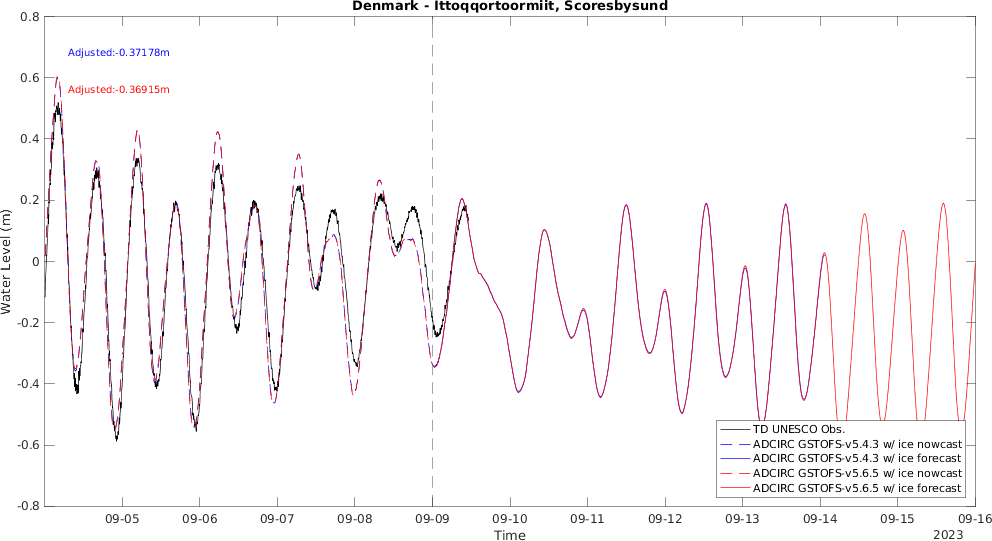 Denmark - Ittoqqortoormiit, Scoresbysund
0.8
Adjusted:-0.37178m
0.6
Adjusted:-0.36915m
0.4
0.2
0
-0.2
-0.4
-0.6
-0.8
Water Level (m)
TD UNESCO Obs.
ADCIRC GSTOFS-v5.4.3 w/ ice nowcast
ADCIRC GSTOFS-v5.4.3 w/ ice forecast
ADCIRC GSTOFS-v5.6.5 w/ ice nowcast
ADCIRC GSTOFS-v5.6.5 w/ ice forecast
09-05 09-06 09-07 09-08 09-09 09-10 09-11 09-12 09-13 09-14 09-15 09-16
Time
2023